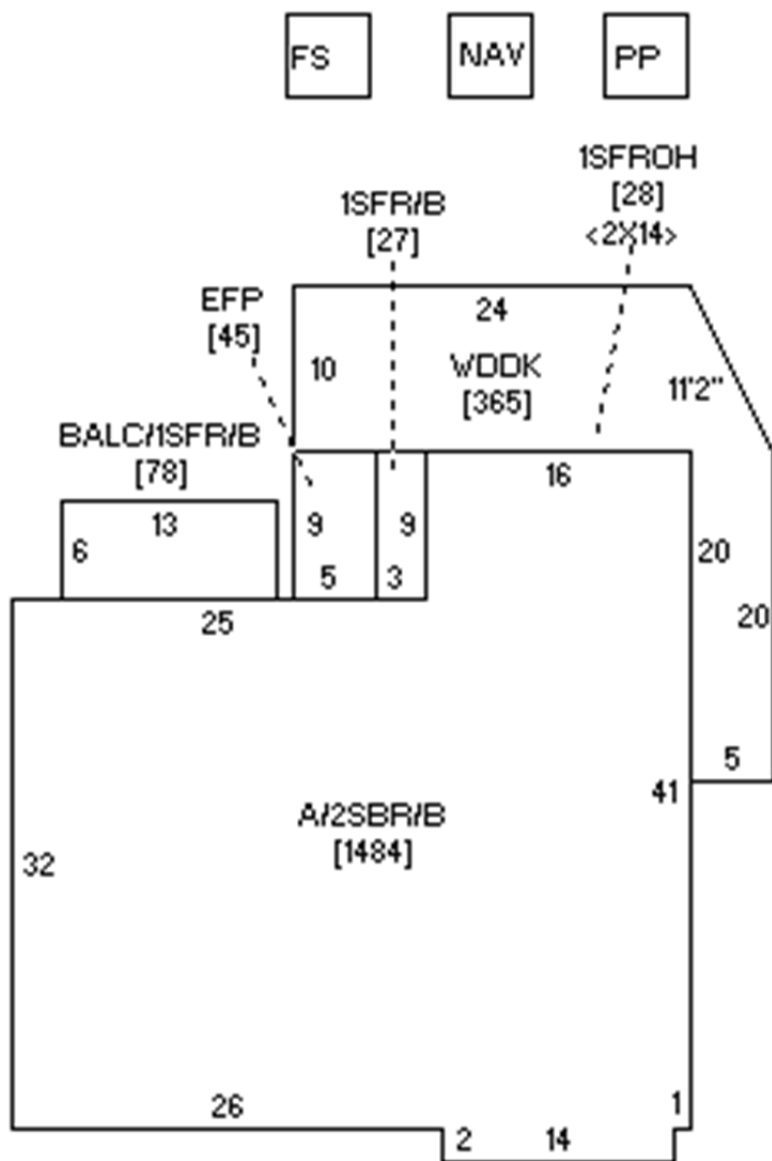 FS
NAV
PP
1SFROH
[28]
<2X14>
1SFR/B
[27]
EFP
[45]
24
10
WDDK
[365]
11'2"
BALC/1SFR/B
[78]
16
13
6
9
9
20
5
3
25
20
5
41
A/2SBR/B
[1484]
32
26
1
2
14